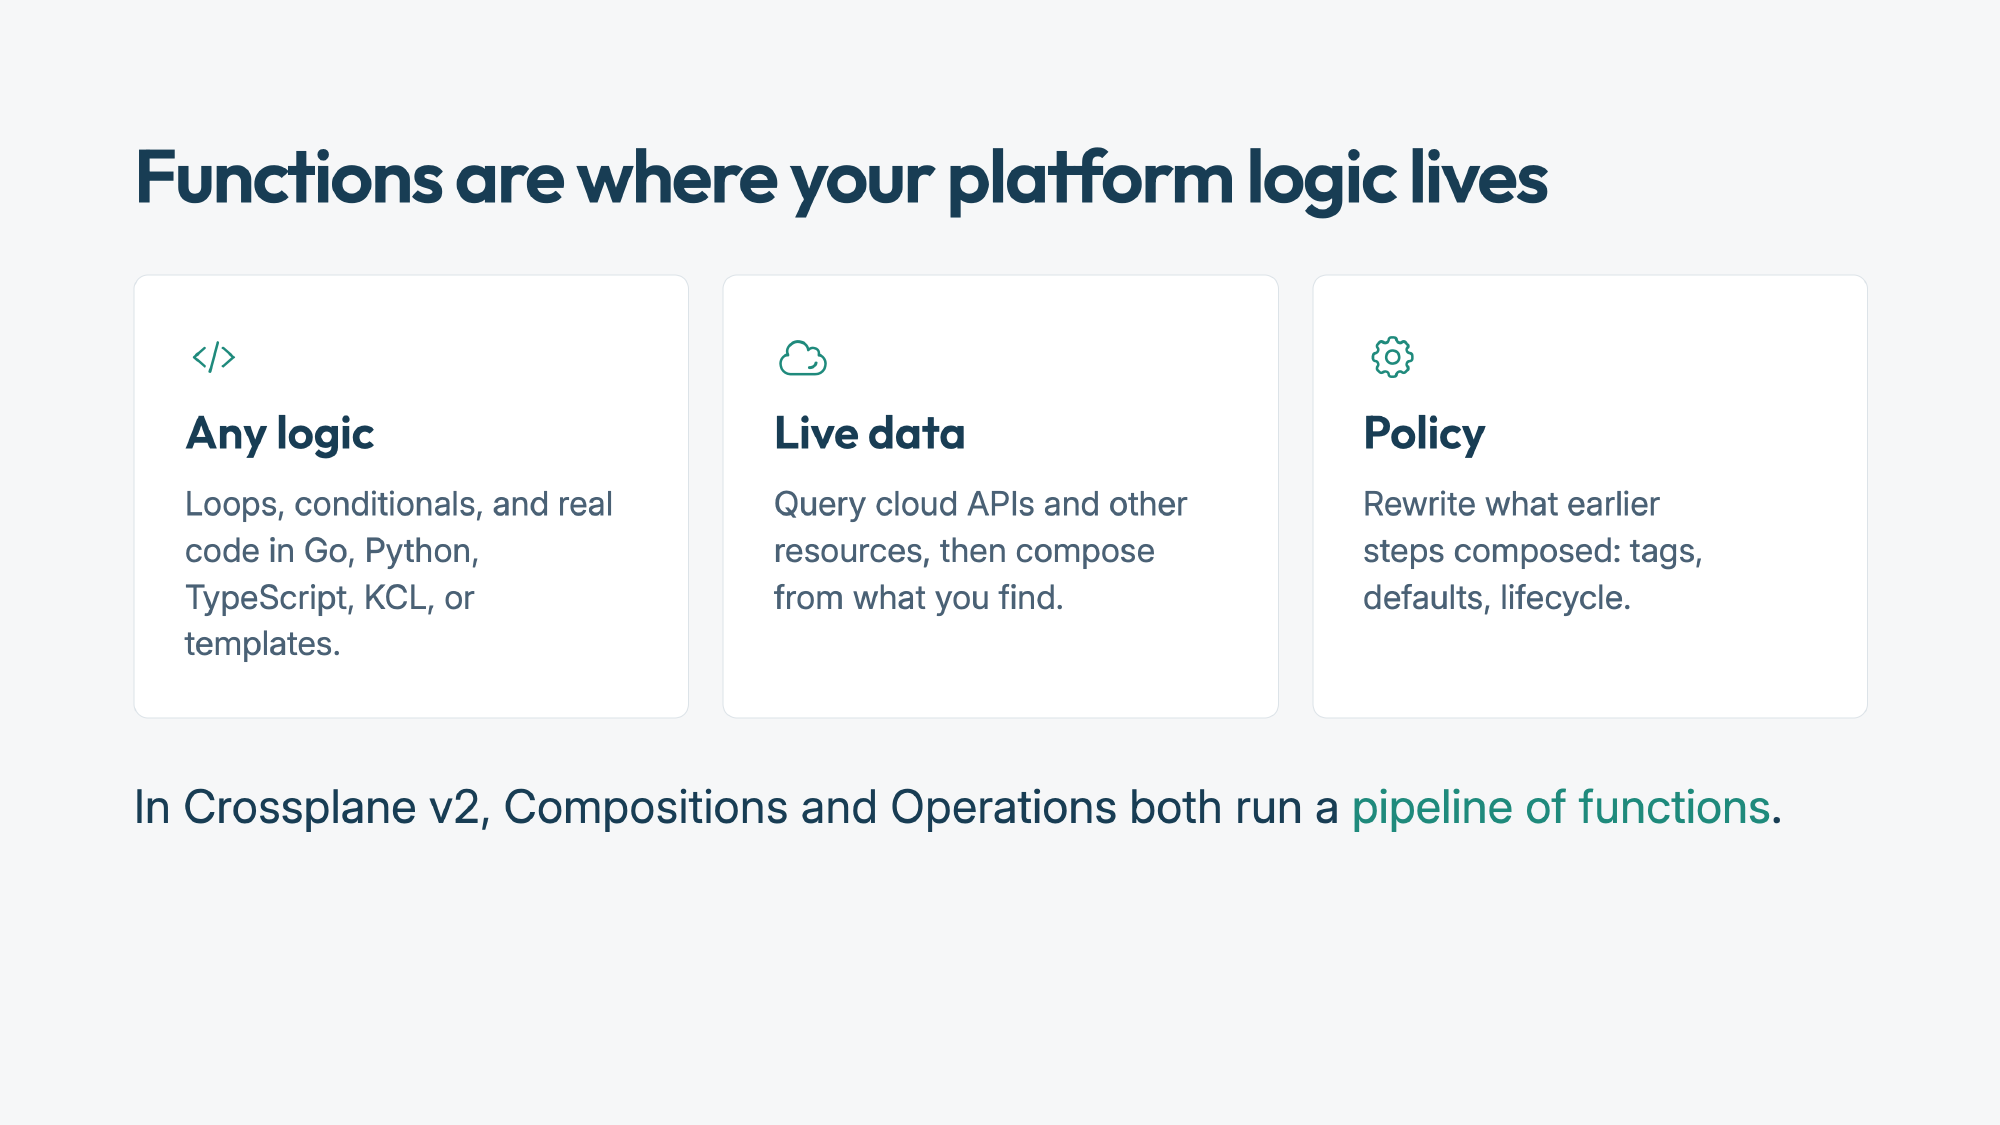 Functions are where your platform logic lives
Any logic
Loops, conditionals, and real
code in Go, Python,
TypeScript, KCL, or
templates.
Live data
Query cloud APIs and other
resources, then compose
from what you find.
Policy
Rewrite what earlier
steps composed: tags,
defaults, lifecycle.
In Crossplane v2, Compositions and Operations both run a pipeline of functions.